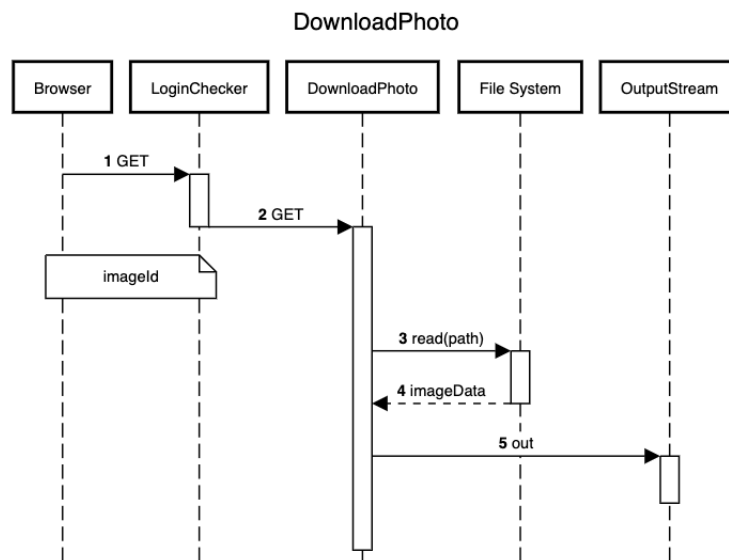 DownloadPhoto
Browser
LoginChecker
DownloadPhoto
File System
OutputStream
1 GET
2 GET
imageId
3 read(path)
4 imageData
5 out